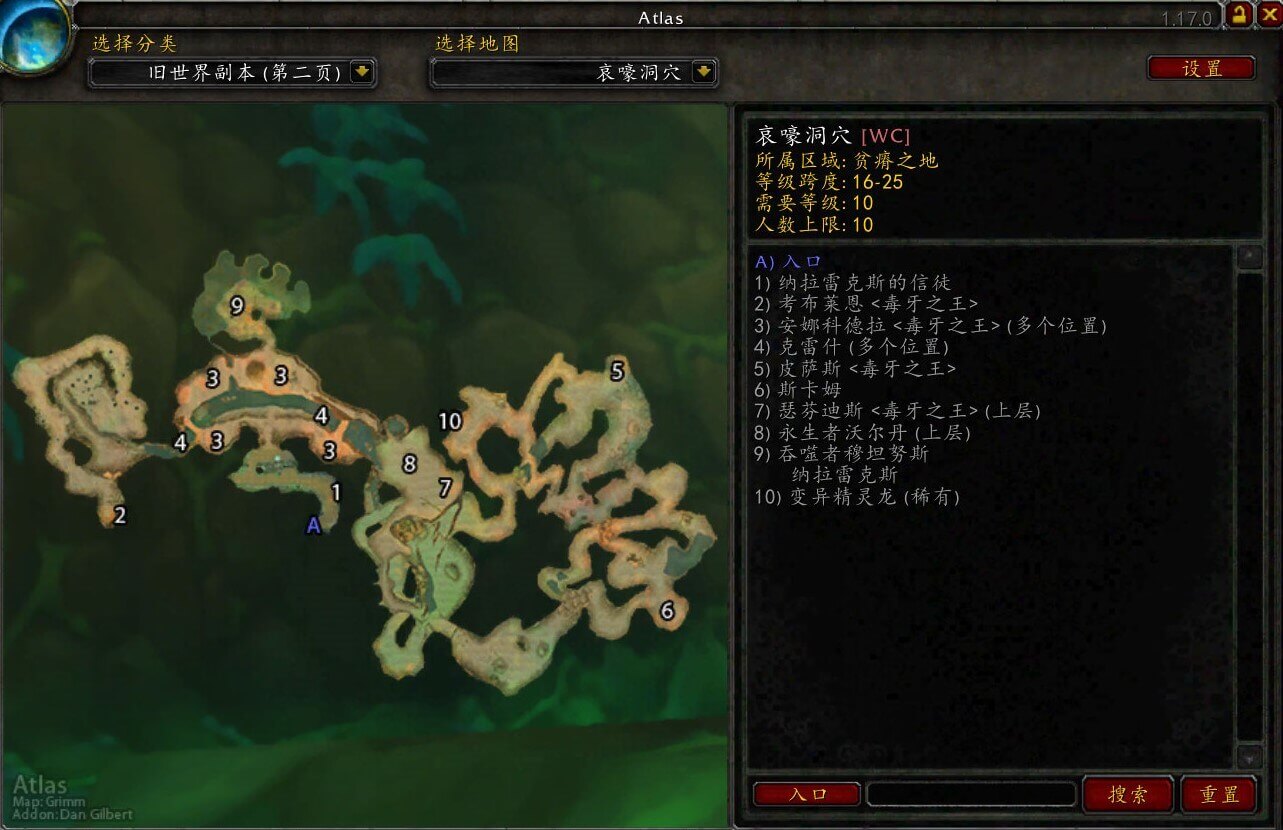 Atlas
1.17.0
选择分类
选择地图
旧世界副本 (第二页)
哀嚎洞穴
设置
哀嚎洞穴 [WC]
所属区域: 贫瘠之地
等级跨度: 16-25
需要等级: 10
人数上限: 10
A) 入口
1) 纳拉雷克斯的信徒
2) 考布莱恩 <毒牙之王>
3) 安娜科德拉 <毒牙之王> (多个位置)
4) 克雷什 (多个位置)
5) 皮萨斯 <毒牙之王>
6) 斯卡姆
7) 瑟芬迪斯 <毒牙之王> (上层)
8) 永生者沃尔丹 (上层)
9) 吞噬者穆坦努斯
纳拉雷克斯
10) 变异精灵龙 (稀有)
9
3
3
5
4
10
4
3
3
8
7
1
2
A
6
Atlas
Map: Grimm
Addon: Dan Gilbert
入口
搜索
重置